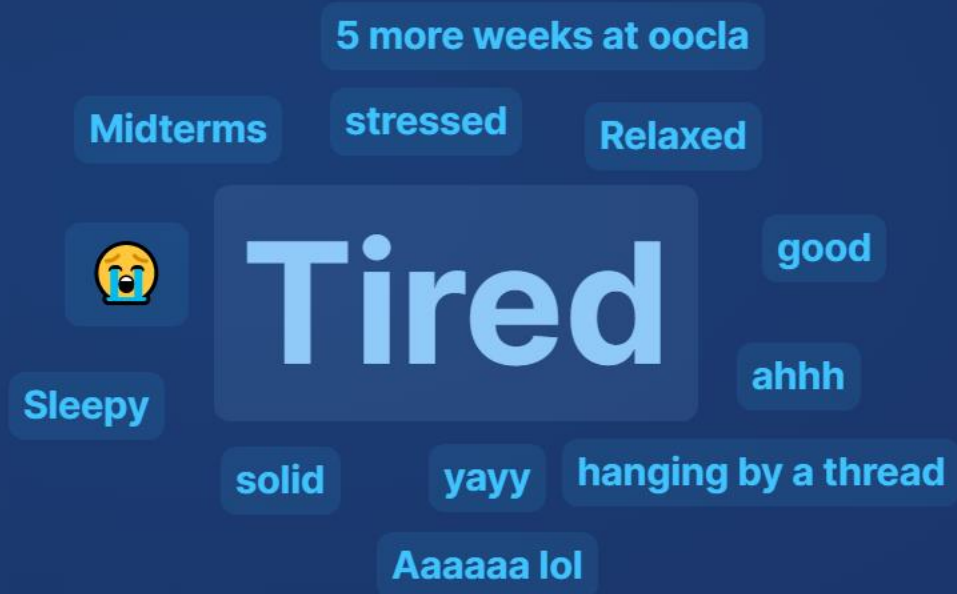 5 more weeks at oocla
Midterms
stressed
Relaxed
😭
Tired
good
ahhh
Sleepy
solid
yayy
hanging by a thread
Aaaaaa lol